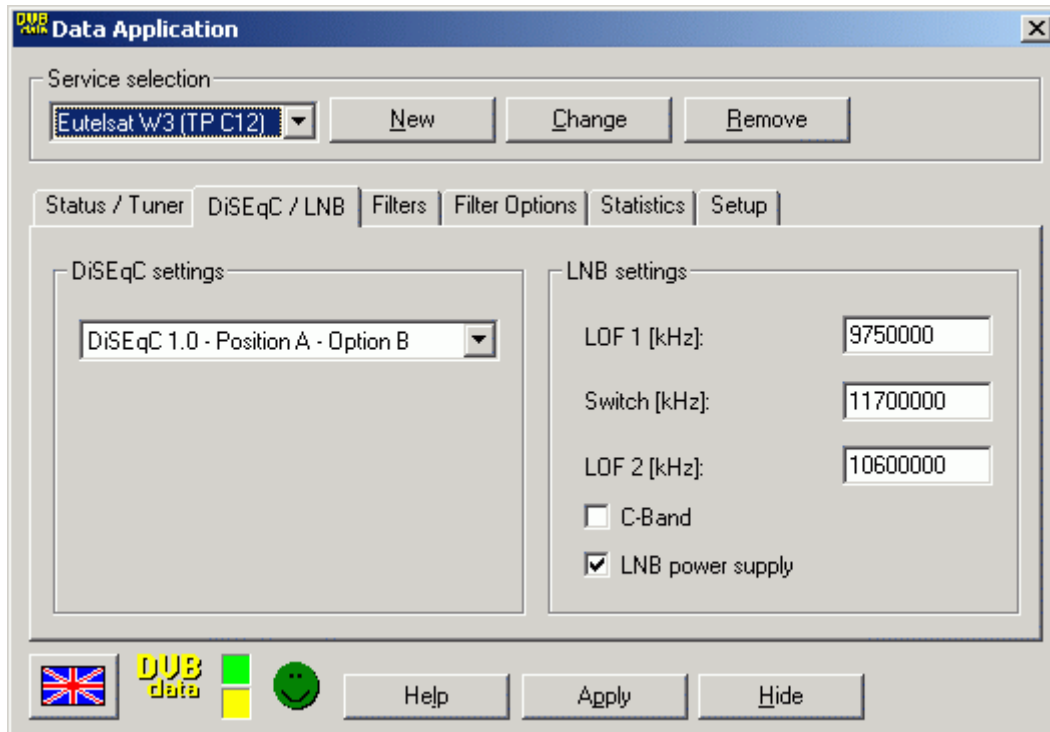 DVB data Data Application
Service selection
Eutelsat W3 (TP C12) New Change Remove
Status / Tuner DiSEqC / LNB Filters Filter Options Statistics Setup
DiSEqC settings
DiSEqC 1.0 - Position A - Option B
LNB settings
LOF 1 [kHz]: 9750000
Switch [kHz]: 11700000
LOF 2 [kHz]: 10600000
C-Band
LNB power supply
DVB
data
Help Apply Hide